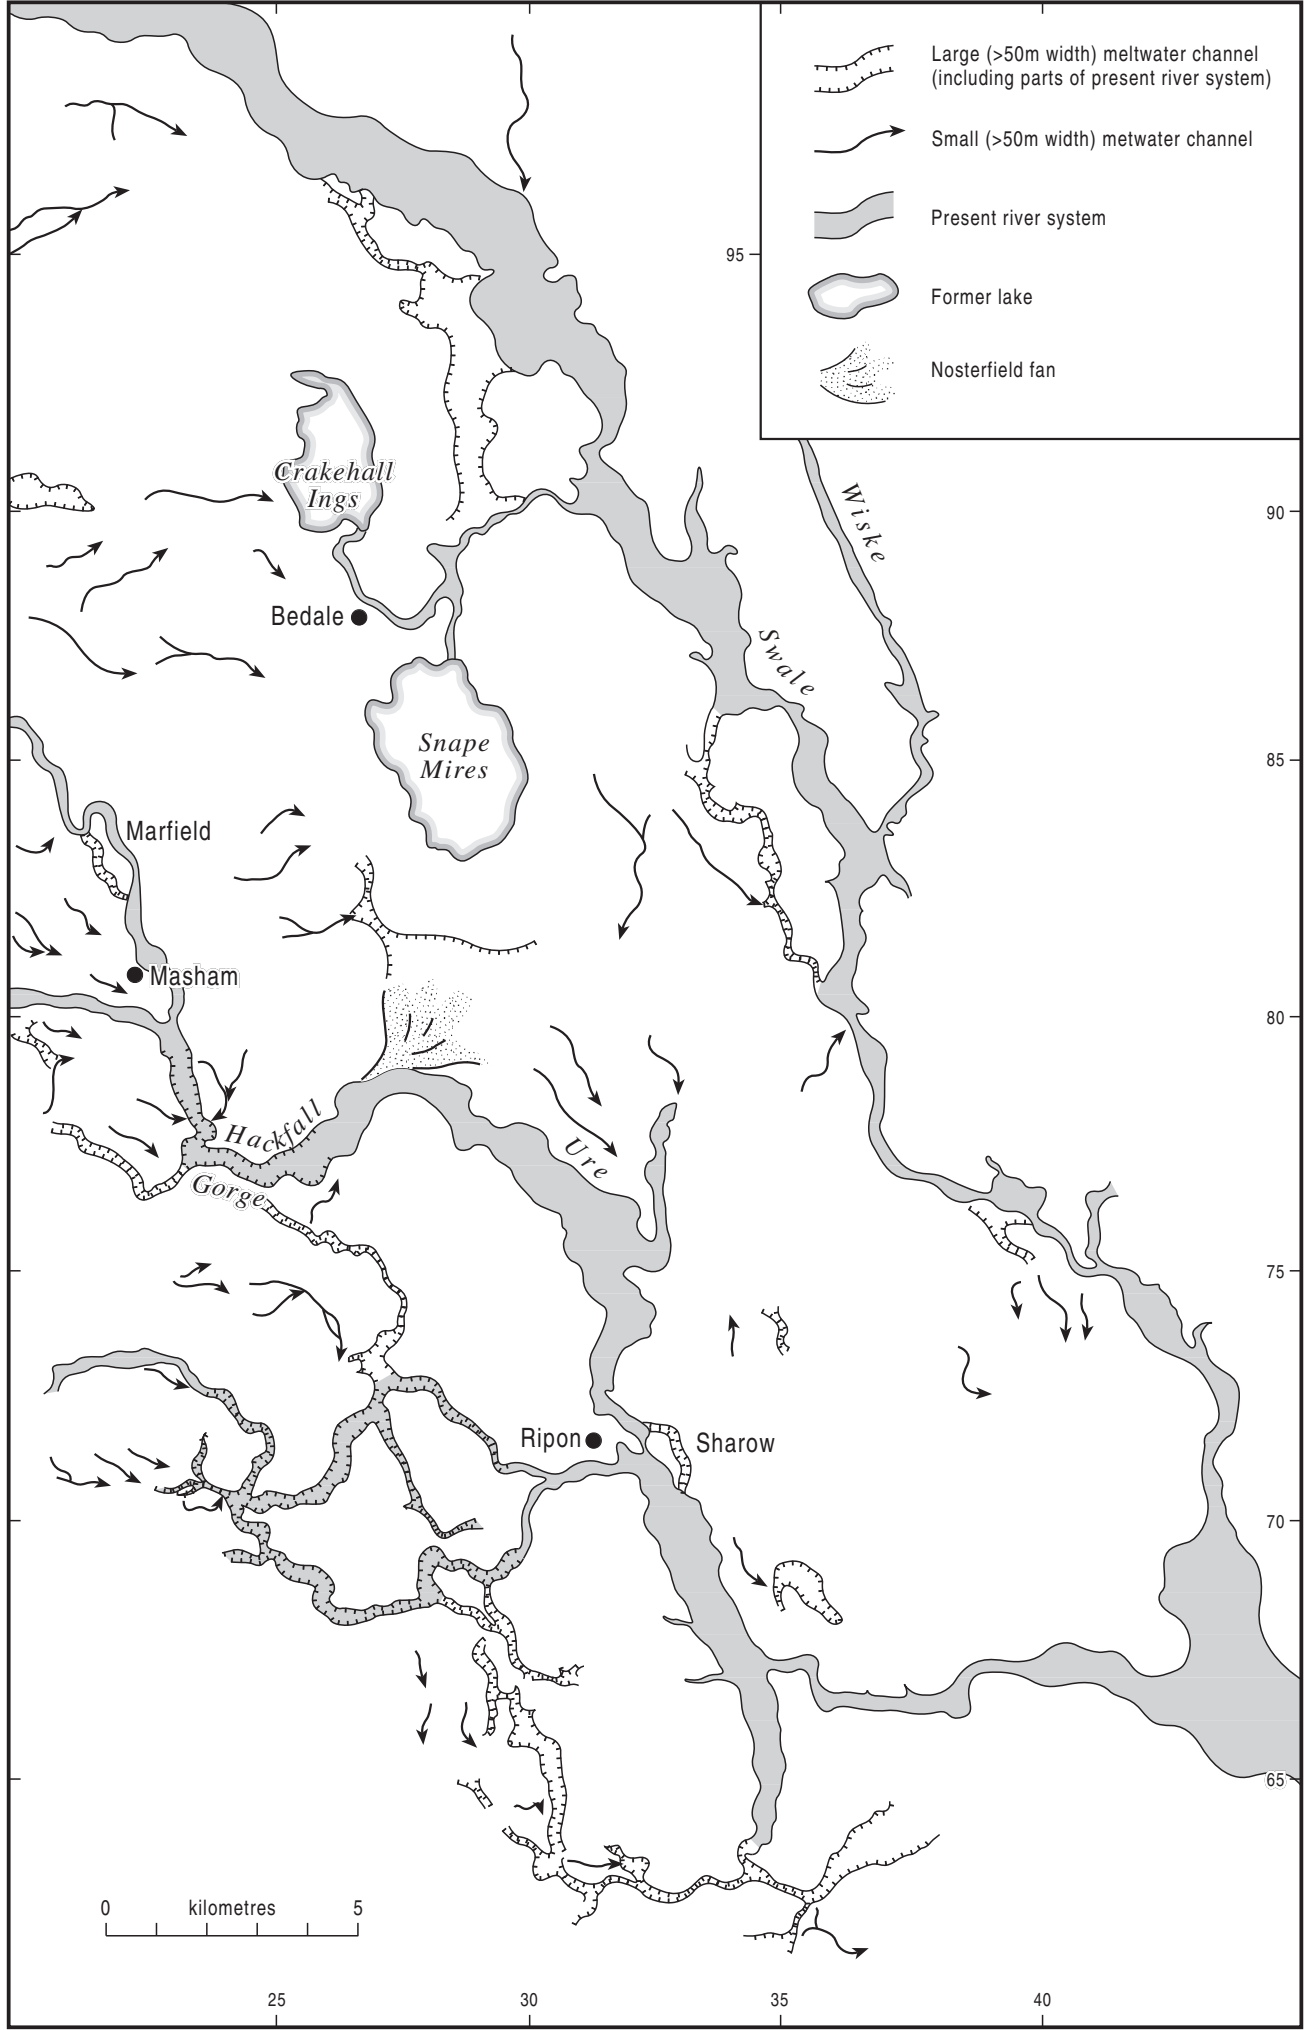 Large (>50m width) meltwater channel
(including parts of present river system)
Small (>50m width) metwater channel
Present river system
95
Former lake
Nosterfield fan
Crakehall
Ings
Wiske
90
Bedale
Swale
Snape
Mires
85
Marfield
Masham
80
Hackfall
Gorge
Ure
75
Ripon
Sharow
70
65
0 kilometres 5
25 30 35 40